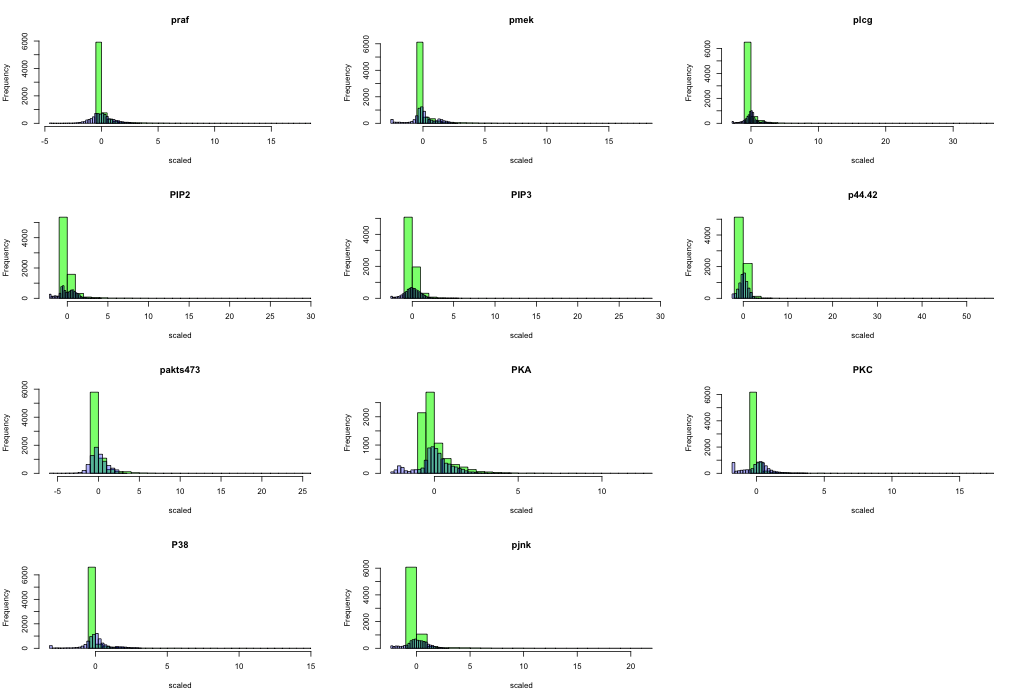 praf
Frequency
0 2000 4000 6000
-5 0 5 10 15
scaled
pmek
Frequency
0 2000 4000 6000
0 5 10 15
scaled
plcg
Frequency
0 2000 4000 6000
0 10 20 30
scaled
PIP2
Frequency
0 2000 4000
0 5 10 15 20 25 30
scaled
PIP3
Frequency
0 2000 4000
0 5 10 15 20 25 30
scaled
p44.42
Frequency
0 2000 4000
0 10 20 30 40 50
scaled
pakts473
Frequency
0 2000 4000 6000
-5 0 5 10 15 20 25
scaled
PKA
Frequency
0 1000 2000
0 5 10
scaled
PKC
Frequency
0 2000 4000 6000
0 5 10 15
scaled
P38
Frequency
0 2000 4000 6000
0 5 10 15
scaled
pjnk
Frequency
0 2000 4000 6000
0 5 10 15 20
scaled